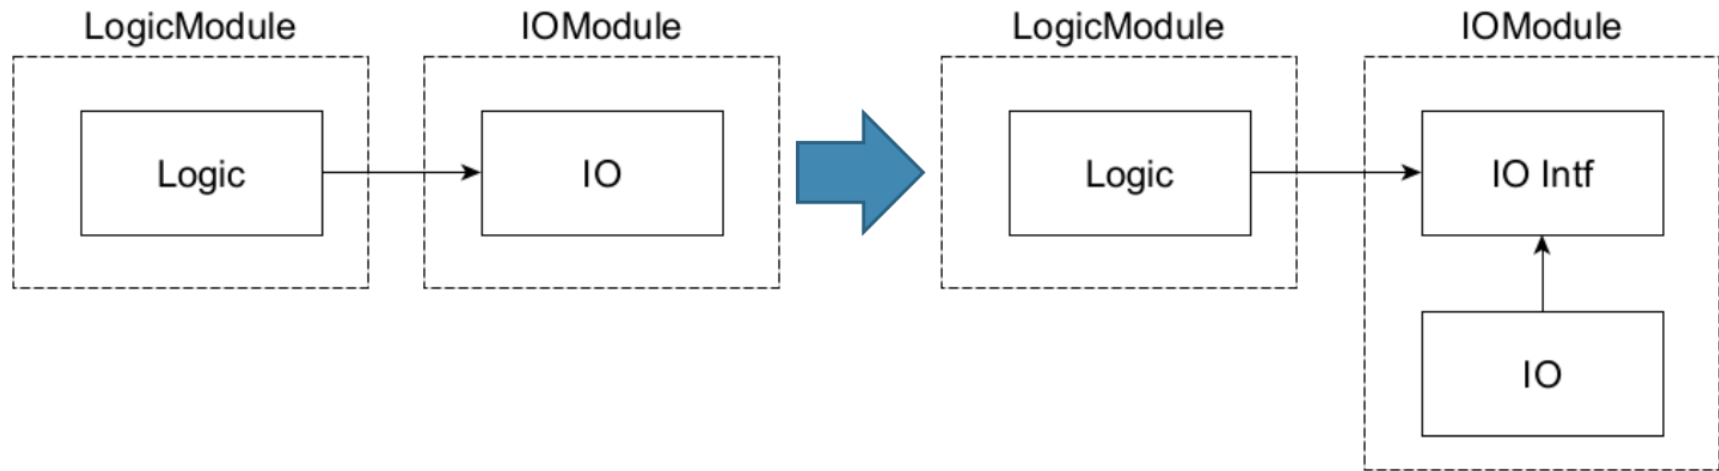 LogicModule
IOModule
LogicModule
IOModule
Logic
IO
Logic
IO Intf
IO